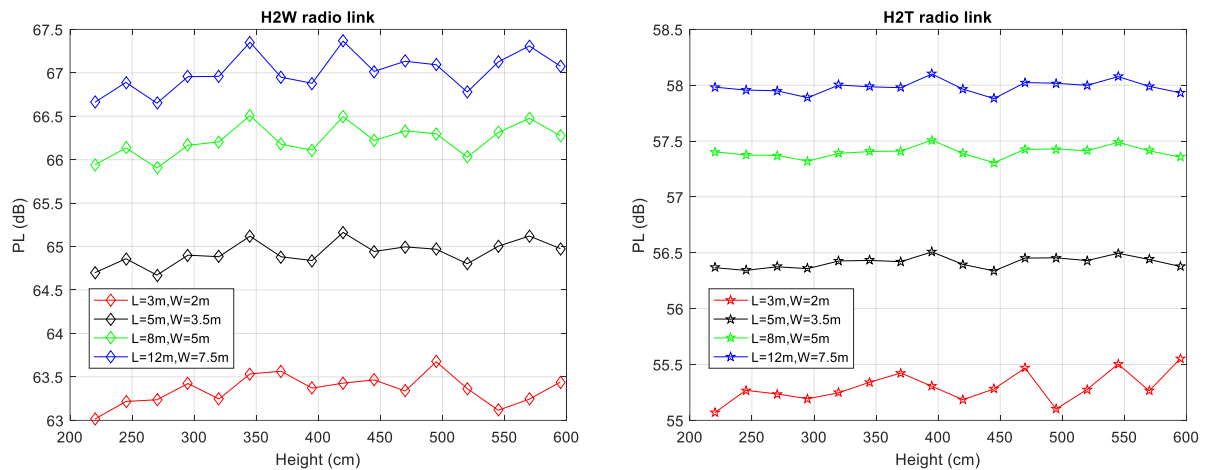 H2W radio link
67.5
67
66.5
66
65.5
65
64.5
64
63.5
63
PL (dB)
L=3m,W=2m
L=5m,W=3.5m
L=8m,W=5m
L=12m,W=7.5m
200 250 300 350 400 450 500 550 600
Height (cm)
H2T radio link
58.5
58
57.5
57
56.5
56
55.5
55
PL (dB)
L=3m,W=2m
L=5m,W=3.5m
L=8m,W=5m
L=12m,W=7.5m
200 250 300 350 400 450 500 550 600
Height (cm)